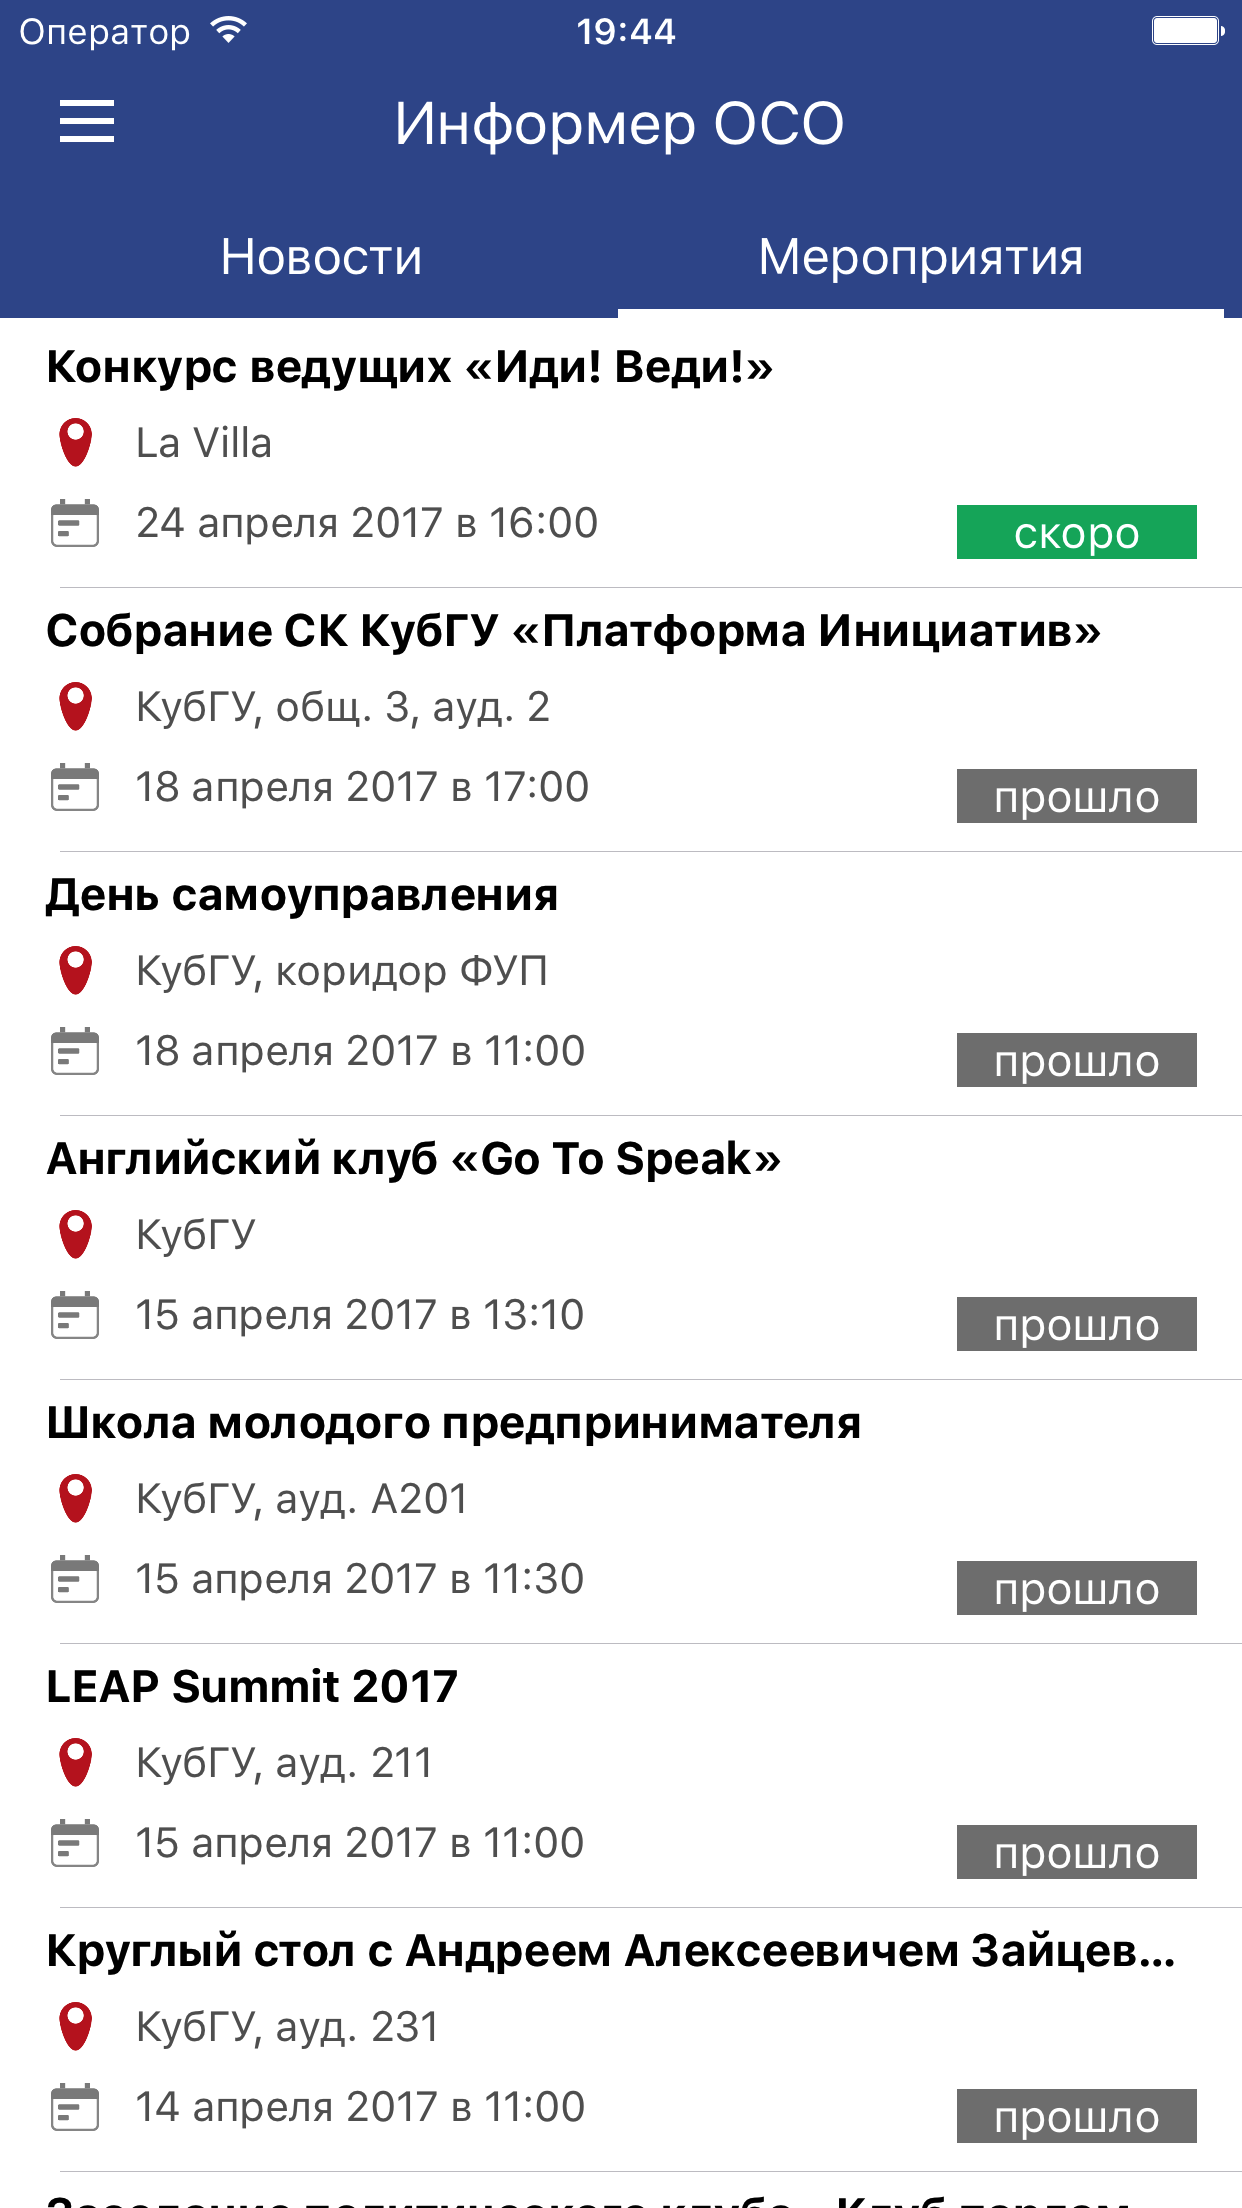 Оператор 19:44
Информер ОСО
Новости Мероприятия
Конкурс ведущих «Иди! Веди!»
La Villa
24 апреля 2017 в 16:00 скоро
Собрание СК КубГУ «Платформа Инициатив»
КубГУ, общ. 3, ауд. 2
18 апреля 2017 в 17:00 прошло
День самоуправления
КубГУ, коридор ФУП
18 апреля 2017 в 11:00 прошло
Английский клуб «Go To Speak»
КубГУ
15 апреля 2017 в 13:10 прошло
Школа молодого предпринимателя
КубГУ, ауд. А201
15 апреля 2017 в 11:30 прошло
LEAP Summit 2017
КубГУ, ауд. 211
15 апреля 2017 в 11:00 прошло
Круглый стол с Андреем Алексеевичем Зайцев...
КубГУ, ауд. 231
14 апреля 2017 в 11:00 прошло